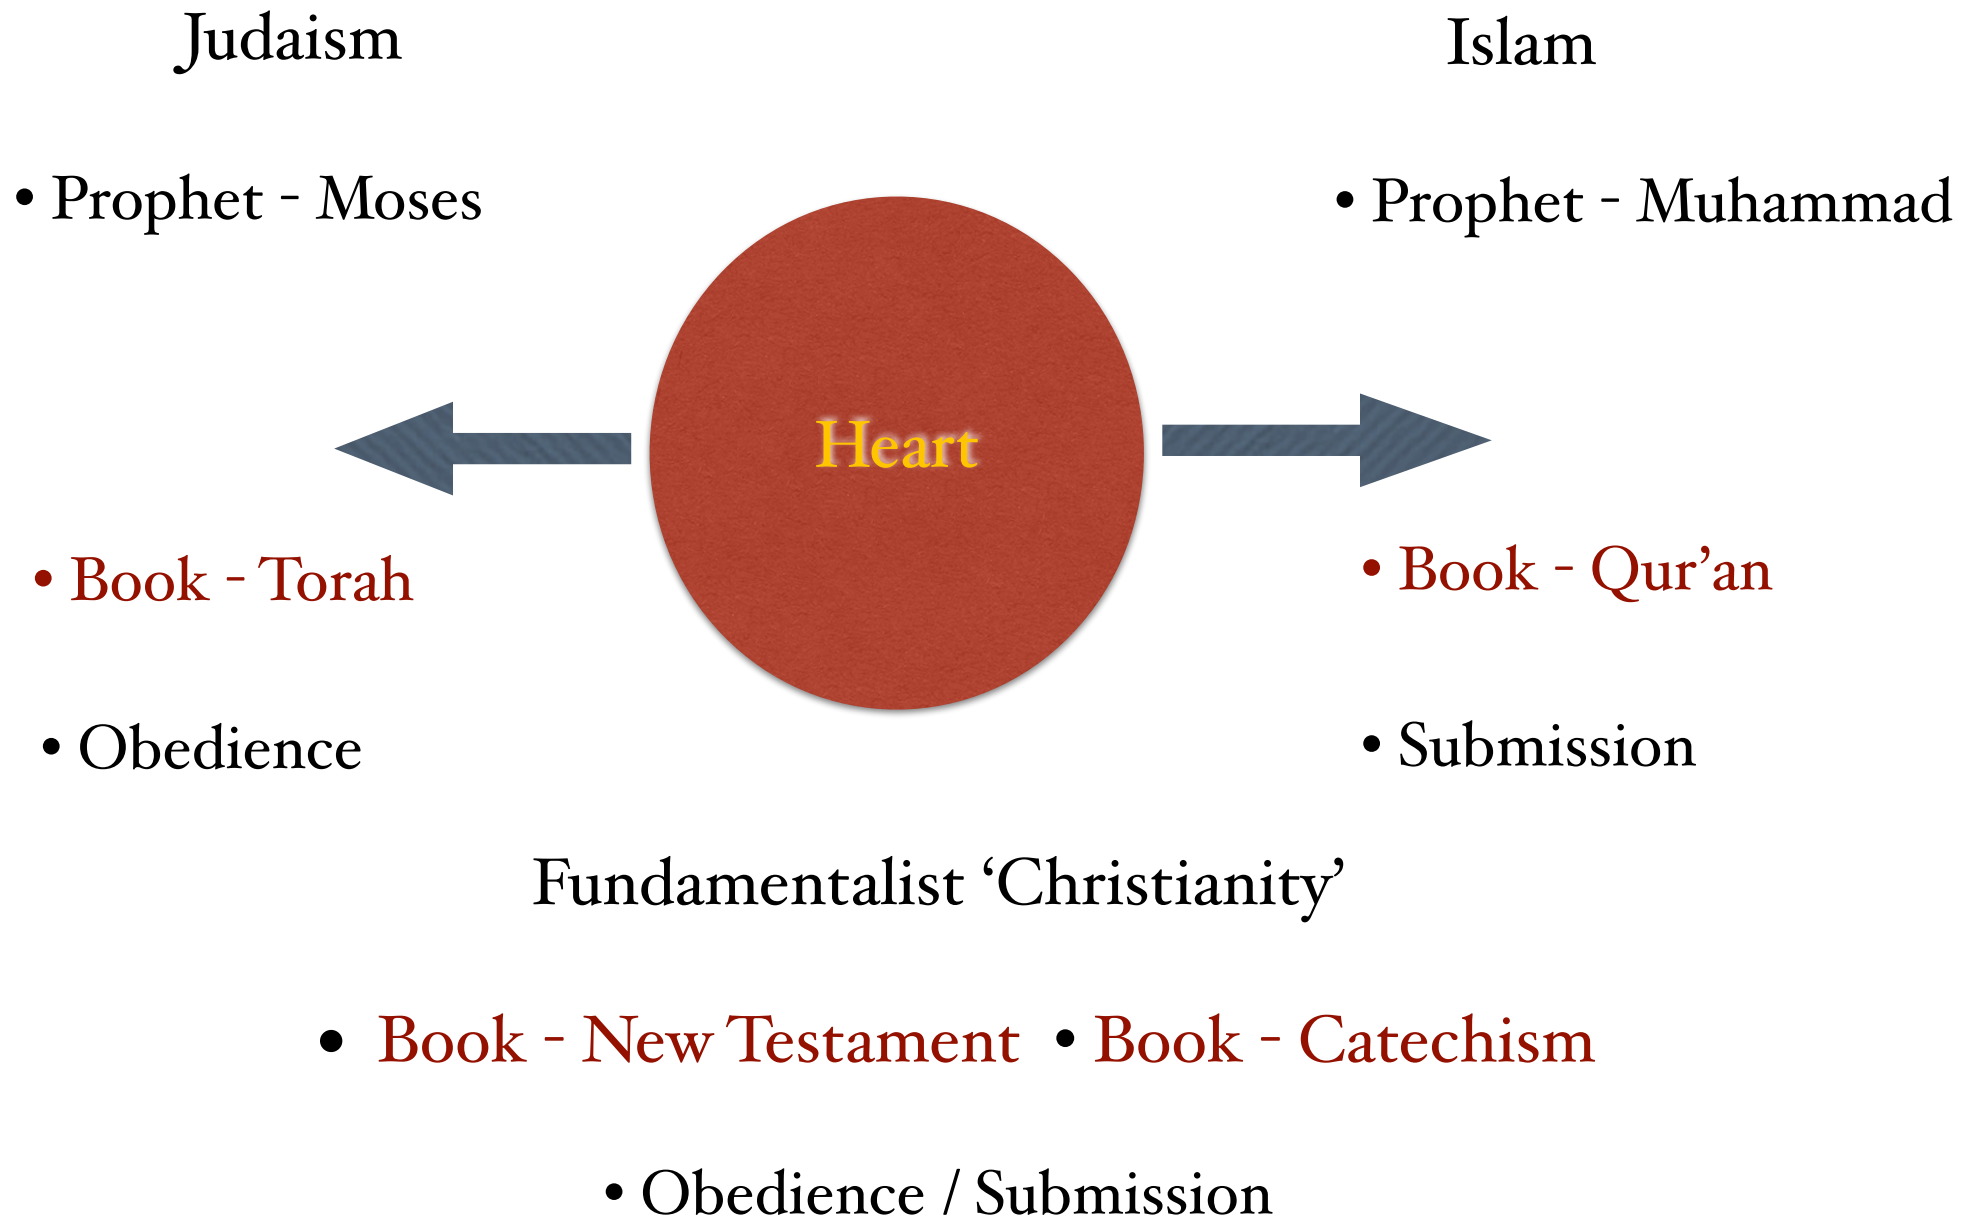 Judaism
Islam
• Prophet - Moses
• Prophet - Muhammad
Heart
• Book - Torah
• Book - Qur’an
• Obedience
• Submission
Fundamentalist ‘Christianity’
• Book - New Testament • Book - Catechism
• Obedience / Submission